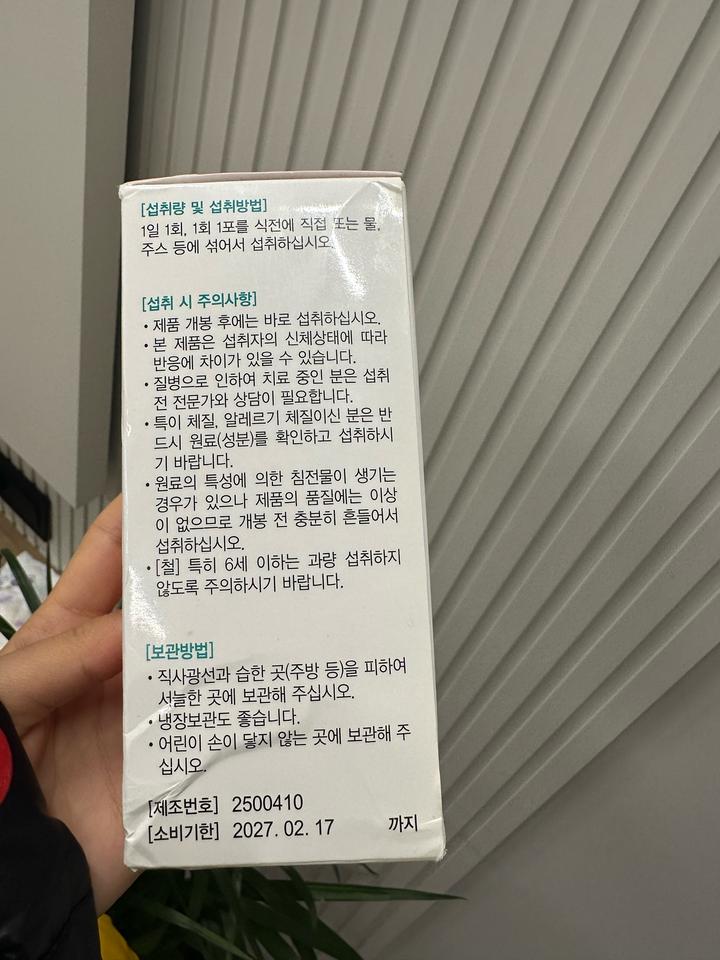 [섭취량 및 섭취방법]
1일 1회, 1회 1포를 식전에 직접 또는 물,
주스 등에 섞어서 섭취하십시오.
[섭취 시 주의사항]
• 제품 개봉 후에는 바로 섭취하십시오.
• 본 제품은 섭취자의 신체상태에 따라
반응에 차이가 있을 수 있습니다.
• 질병으로 인하여 치료 중인 분은 섭취
전 전문가와 상담이 필요합니다.
• 특이 체질, 알레르기 체질이신 분은 반
드시 원료(성분)를 확인하고 섭취하시
기 바랍니다.
• 원료의 특성에 의한 침전물이 생기는
경우가 있으나 제품의 품질에는 이상
이 없으므로 개봉 전 충분히 흔들어서
섭취하십시오.
• [철] 특히 6세 이하는 과량 섭취하지
않도록 주의하시기 바랍니다.
[보관방법]
• 직사광선과 습한 곳(주방 등)을 피하여
서늘한 곳에 보관해 주십시오.
• 냉장보관도 좋습니다.
• 어린이 손이 닿지 않는 곳에 보관해 주
십시오.
[제조번호] 2500410
[소비기한] 2027. 02. 17 까지